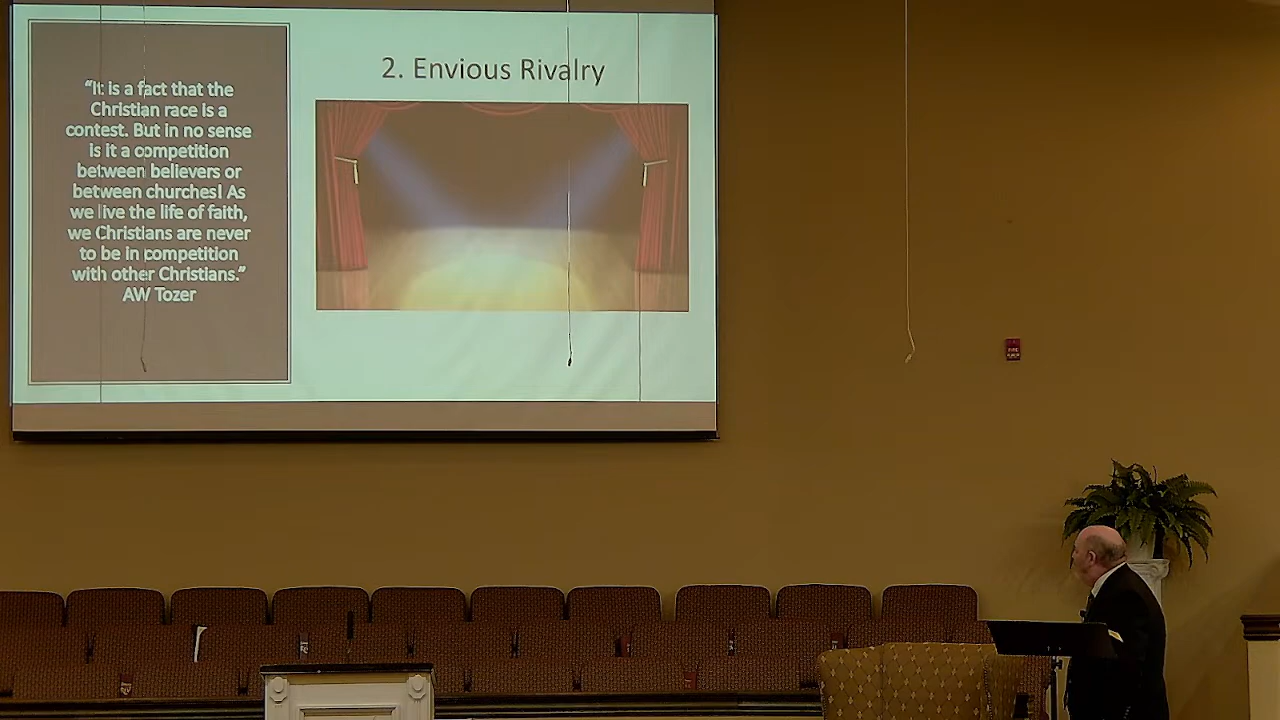 “It is a fact that the
Christian race is a
contest. But in no sense
is it a competition
between believers or
between churches! As
we live the life of faith,
we Christians are never
to be in competition
with other Christians.”
AW Tozer
2. Envious Rivalry
FIRE